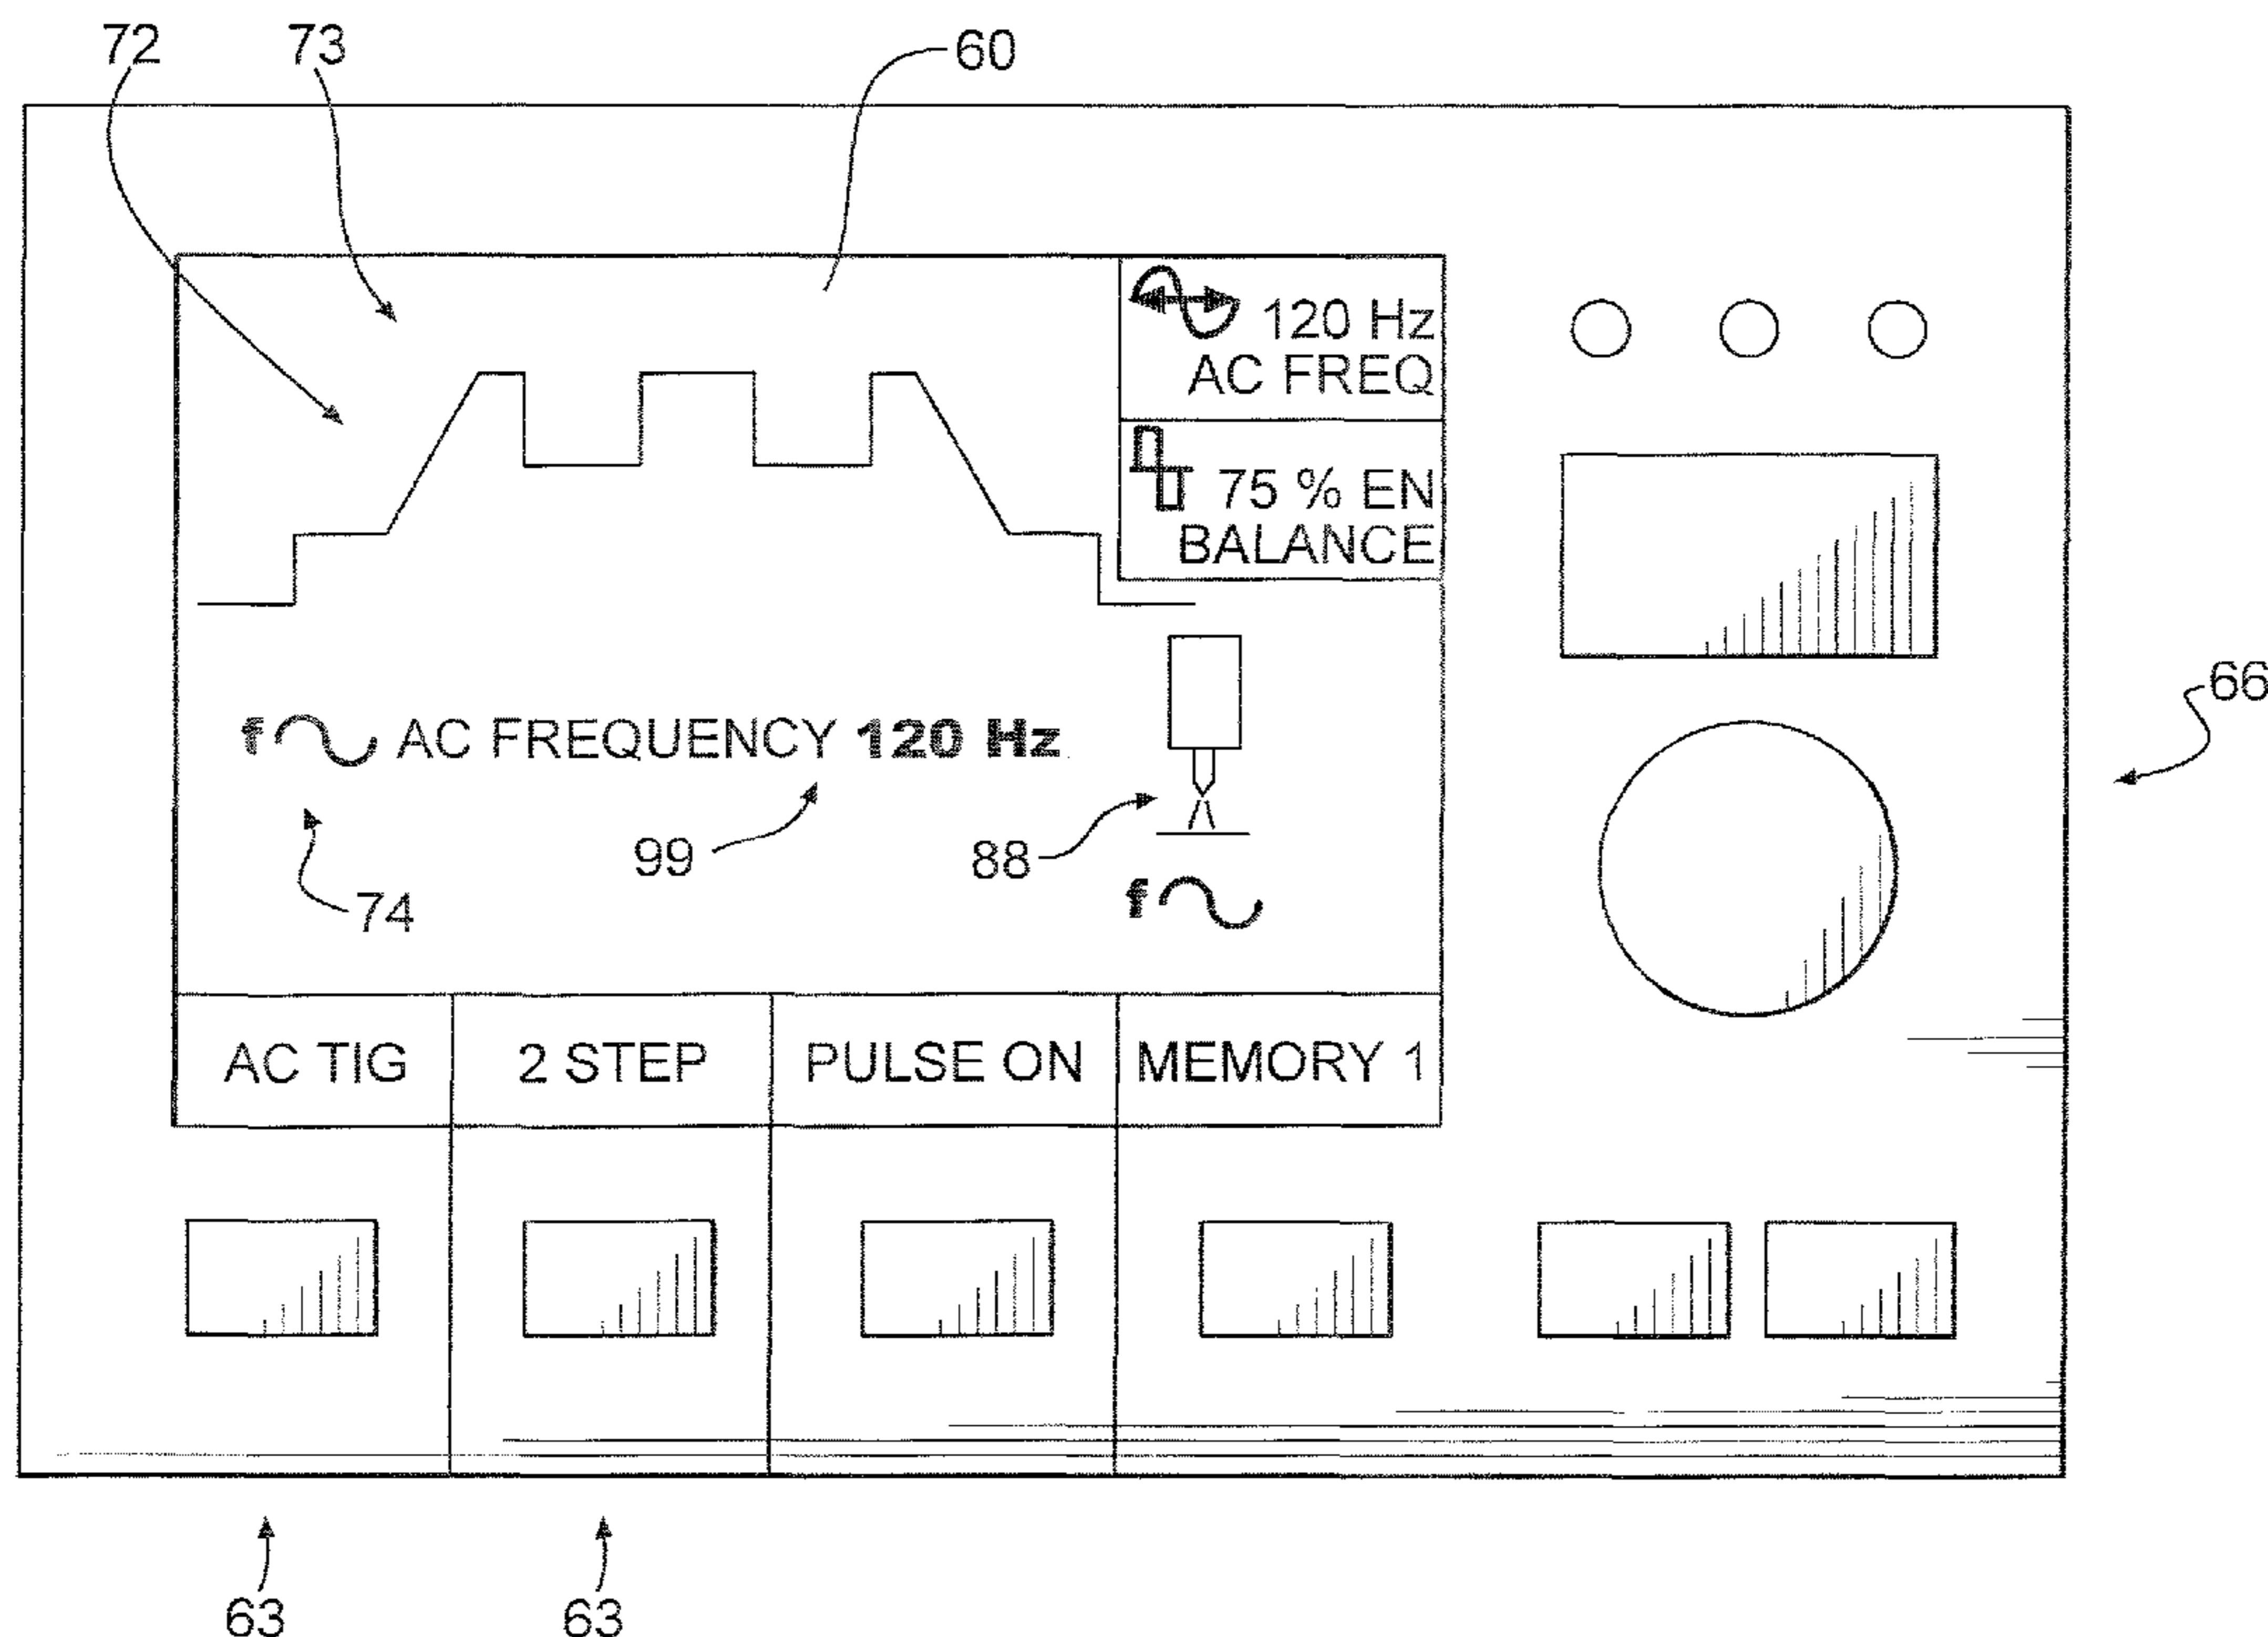 72 73 60
120 Hz
AC FREQ
75 % EN
BALANCE
66
f AC FREQUENCY 120 Hz
99 88
74 f
AC TIG 2 STEP PULSE ON MEMORY 1
63 63